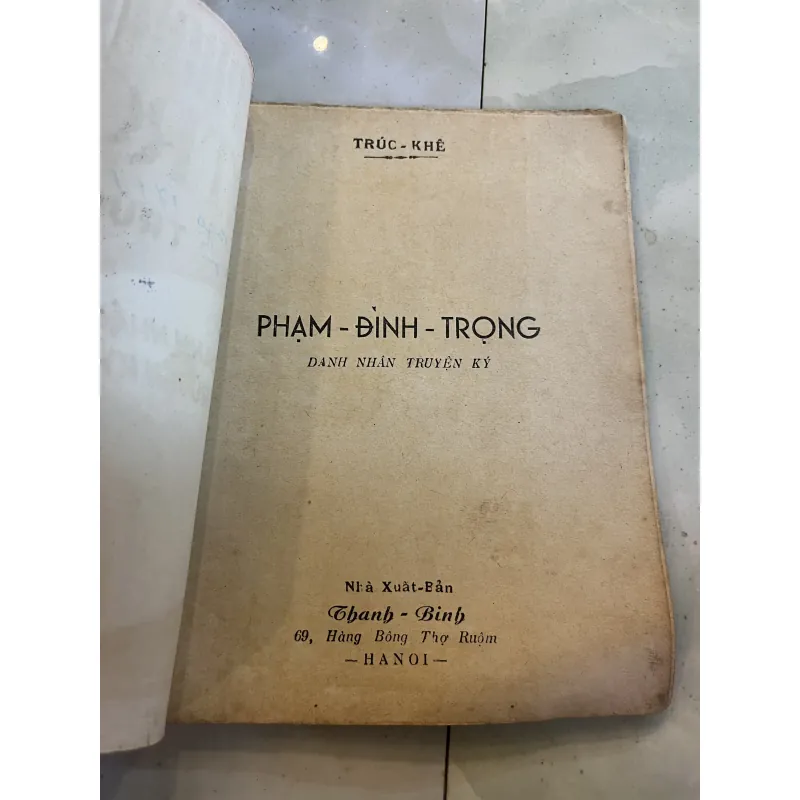 TRÚC - KHÊ
PHẠM - ĐÌNH - TRỌNG
DANH NHÂN TRUYỆN KÝ
Nhà Xuất-Bản
Thanh - Binh
69, Hàng Bông Thợ Ruộm
— HANOI —